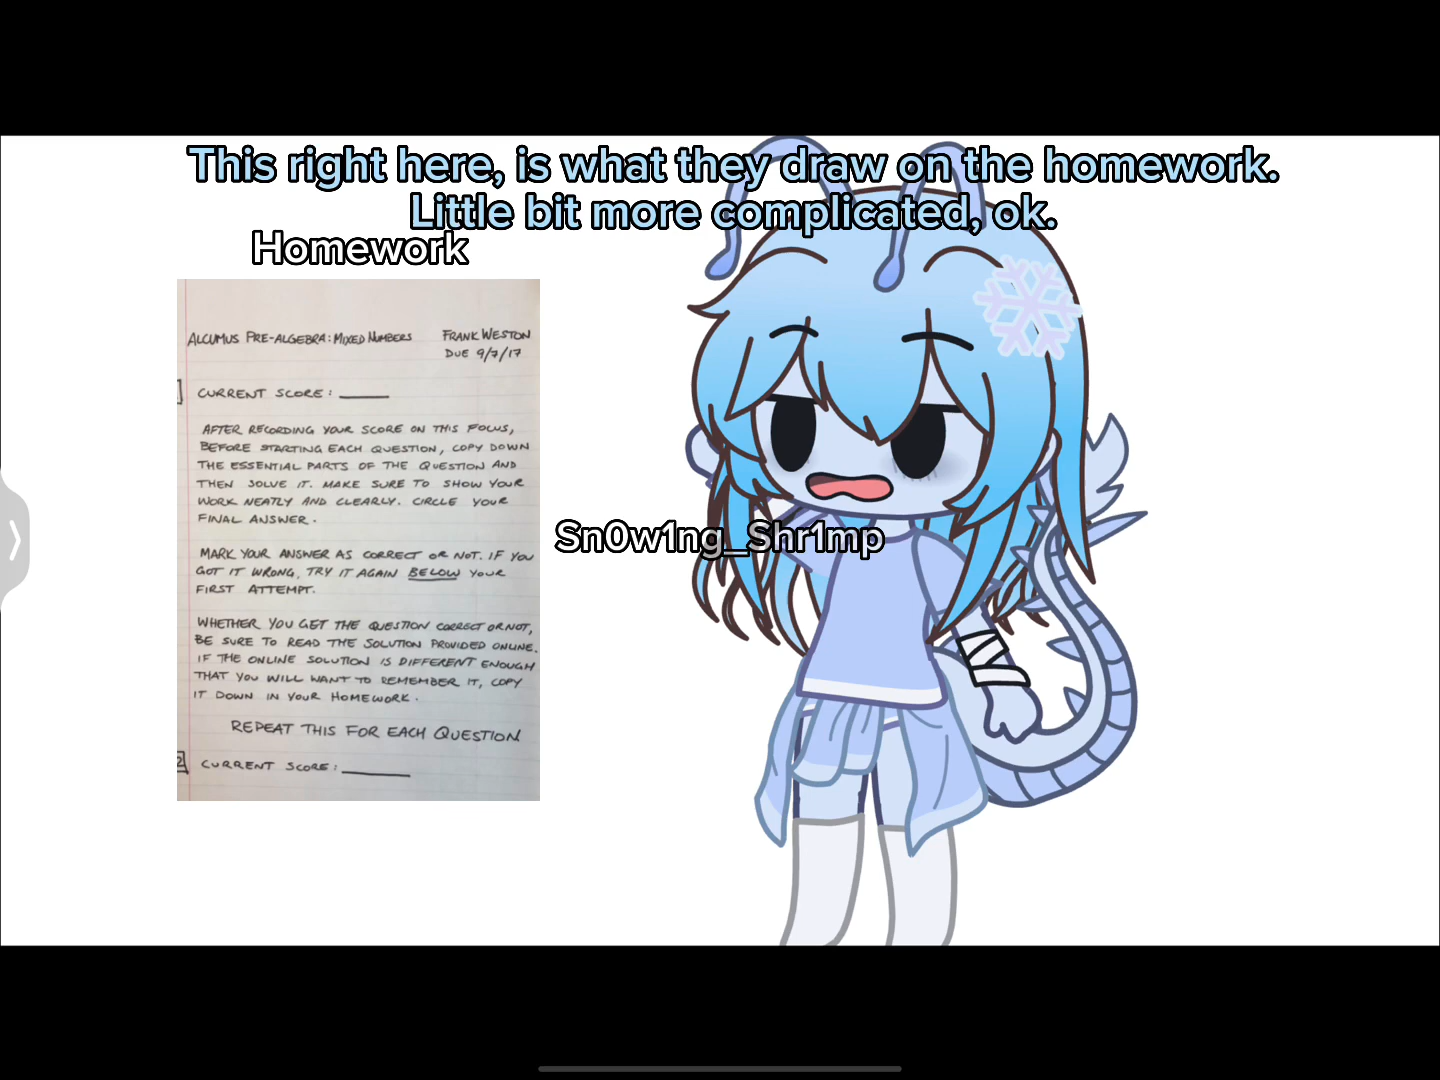 This right here, is what they draw on the homework.
Little bit more complicated, ok.
Homework
ALCUMUS PRE-ALGEBRA: MIXED NUMBERS FRANK WESTON
DUE 9/7/17
CURRENT SCORE: ____
AFTER RECORDING YOUR SCORE ON THIS FOCUS,
BEFORE STARTING EACH QUESTION, COPY DOWN
THE ESSENTIAL PARTS OF THE QUESTION AND
THEN SOLVE IT. MAKE SURE TO SHOW YOUR
WORK NEATLY AND CLEARLY. CIRCLE YOUR
FINAL ANSWER.
MARK YOUR ANSWER AS CORRECT OR NOT. IF YOU
GOT IT WRONG, TRY IT AGAIN BELOW YOUR
FIRST ATTEMPT.
WHETHER YOU GET THE QUESTION CORRECT OR NOT,
BE SURE TO READ THE SOLUTION PROVIDED ONLINE.
IF THE ONLINE SOLUTION IS DIFFERENT ENOUGH
THAT YOU WILL WANT TO REMEMBER IT, COPY
IT DOWN IN YOUR HOMEWORK.
REPEAT THIS FOR EACH QUESTION
2 CURRENT SCORE: ____
Sn0w1ng_Shr1mp